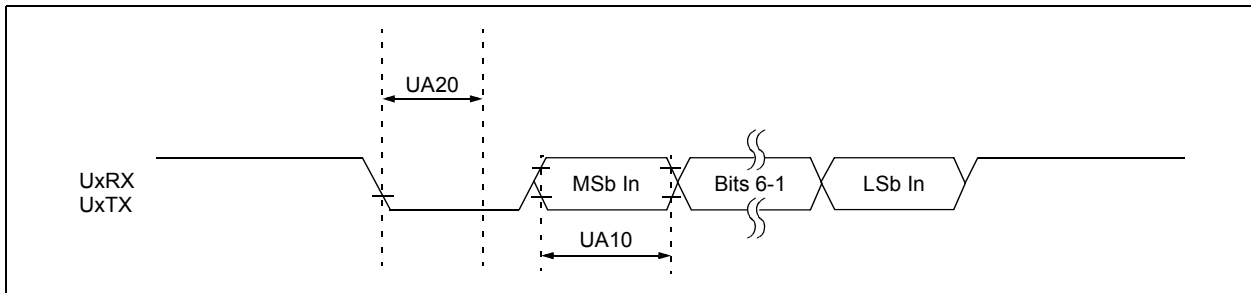 UA20
UxRX
UxTX
MSb In
Bits 6-1
LSb In
UA10